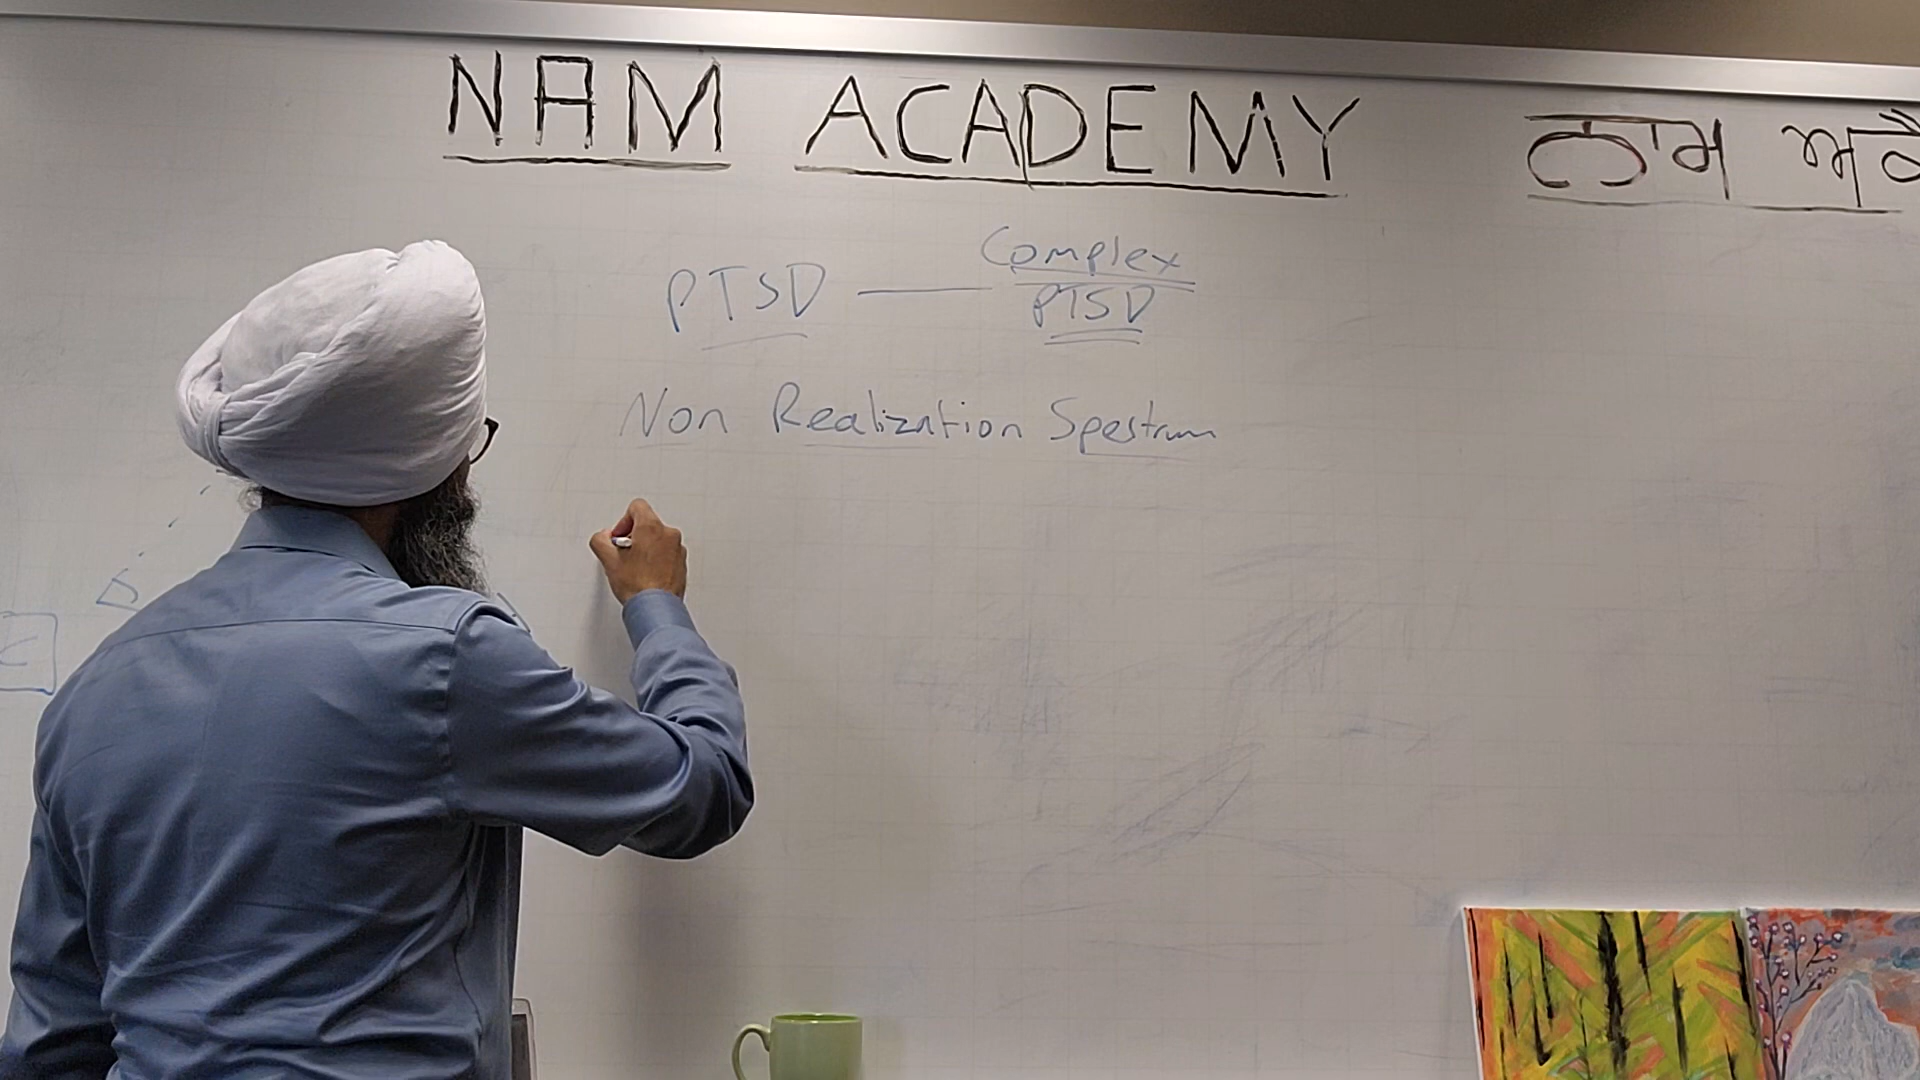 NAM ACADEMY ਨਾਮ
PTSD — Complex PTSD
Non Realization Spestrum
C